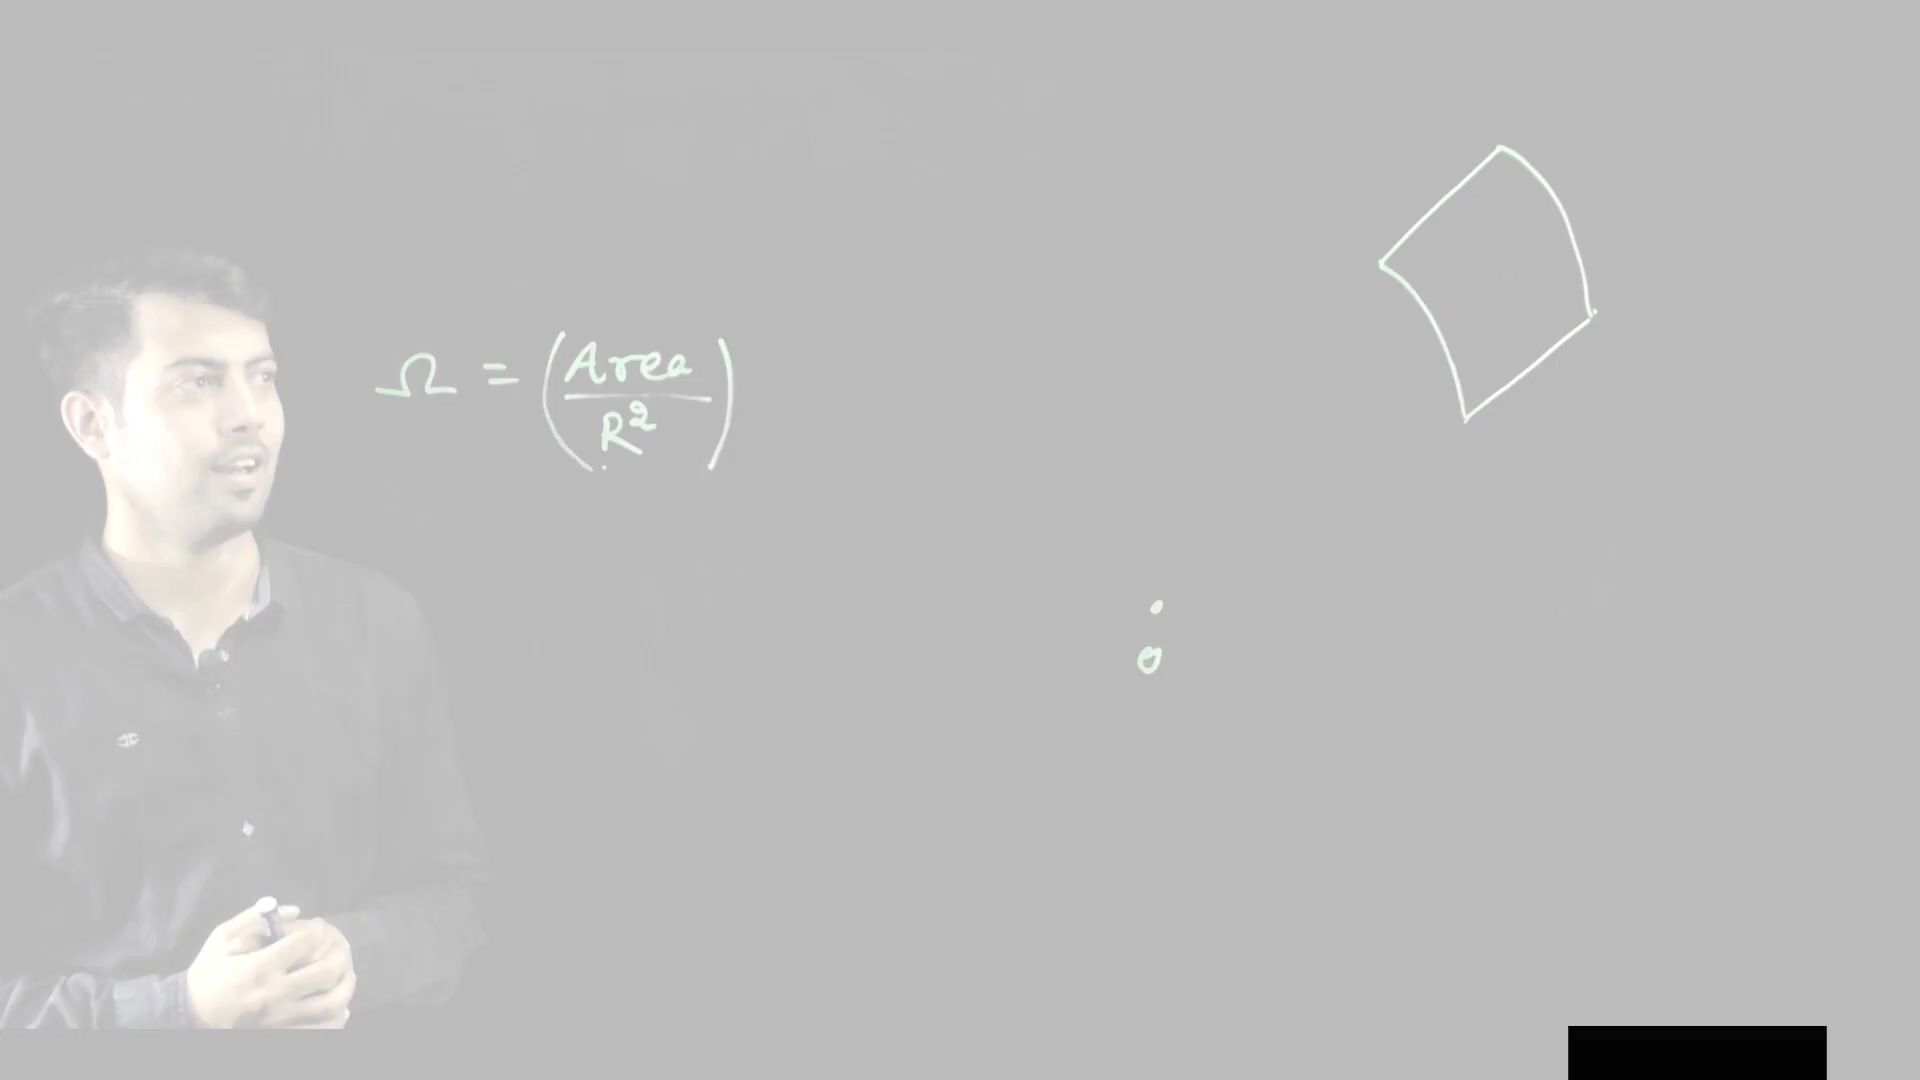 Ω = (Area / R²)
O